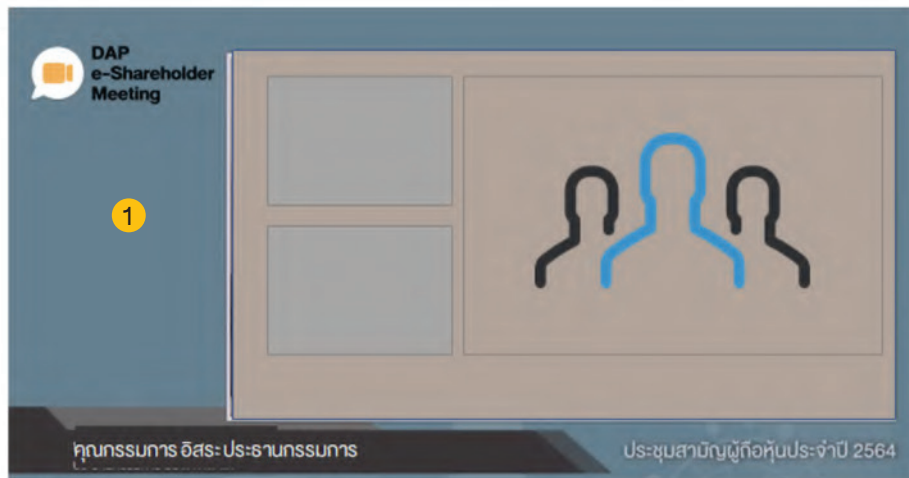 DAP
e-Shareholder
Meeting
1
คุณกรรมการ อิสระ ประธานกรรมการ
ประชุมสามัญผู้ถือหุ้นประจำปี 2564